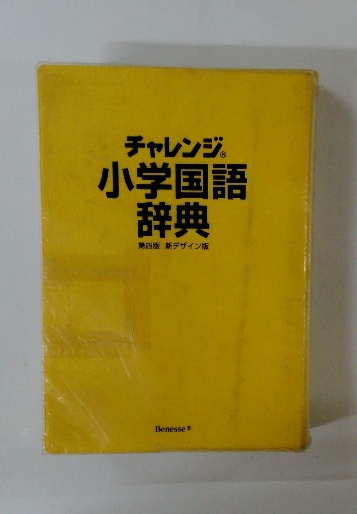 チャレンジ®
小学国語
辞典
第四版 新デザイン版
Benesse®